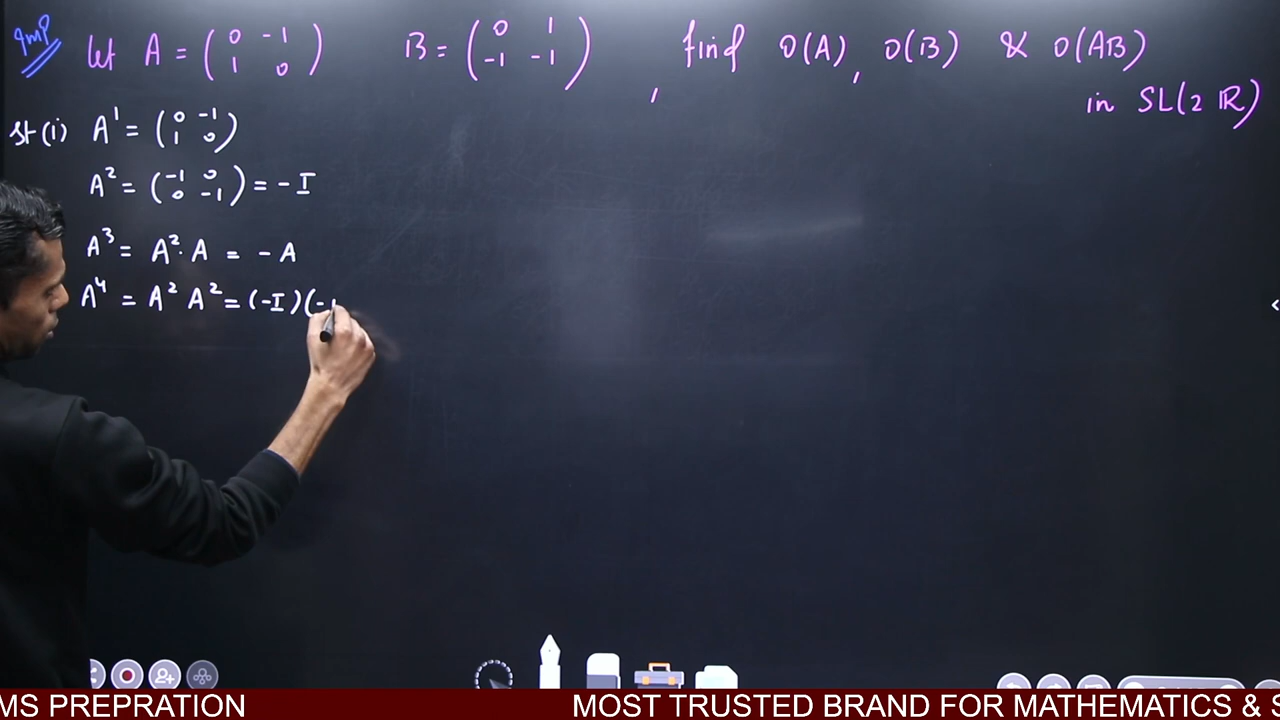 Imp let A = ( 0 -1 1 0 ) B = ( 0 1 -1 -1 ) , find O(A), O(B) & O(AB)
in SL(2 IR)
(i) A¹ = ( 0 -1 1 0 )
A² = ( -1 0 0 -1 ) = - I
A³ = A². A = - A
A⁴ = A² A² = (-I)(-
MS PREPRATION MOST TRUSTED BRAND FOR MATHEMATICS & S